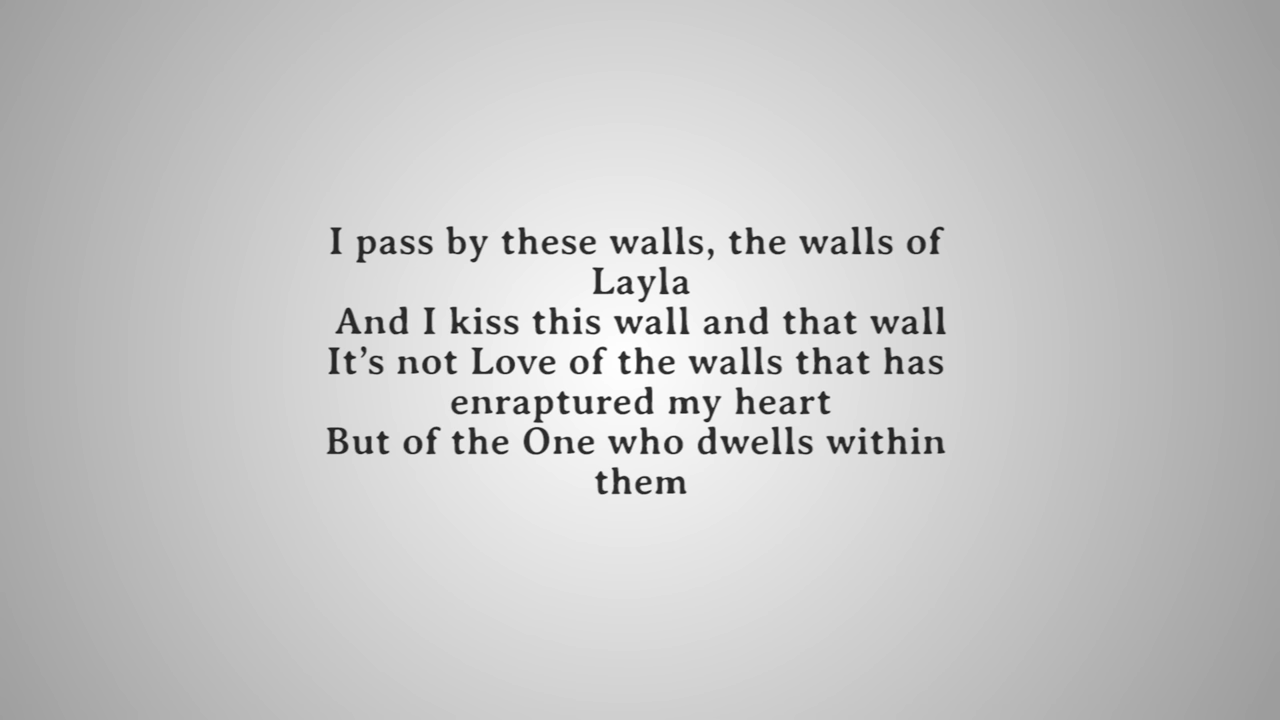 I pass by these walls, the walls of
Layla
And I kiss this wall and that wall
It’s not Love of the walls that has
enraptured my heart
But of the One who dwells within
them